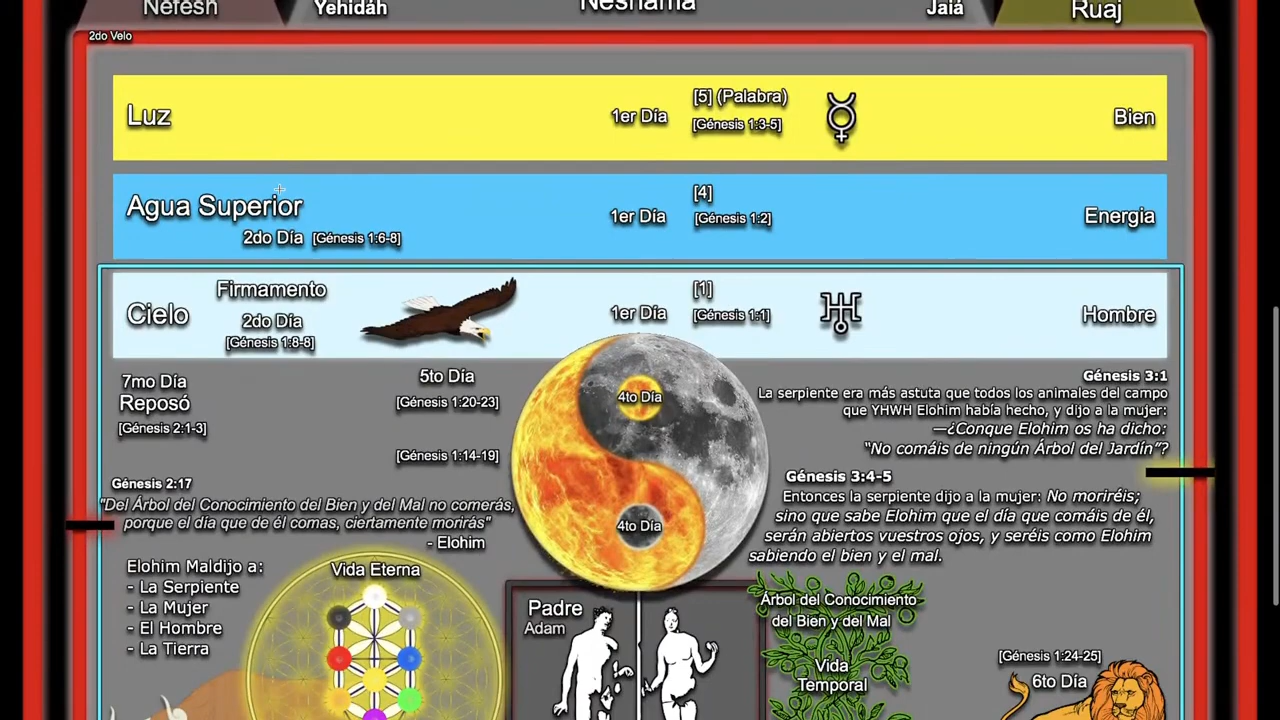 Nefesh
Yehidáh
Neshamá
Jaiá
Ruaj
2do Velo
Luz
1er Día
[5] (Palabra)
[Génesis 1:3-5]
Bien
Agua Superior
2do Día [Génesis 1:6-8]
1er Día
[4]
[Génesis 1:2]
Energia
Cielo
Firmamento
2do Día
[Génesis 1:8-8]
1er Día
[1]
[Génesis 1:1]
Hombre
7mo Día
Reposó
[Génesis 2:1-3]
5to Día
[Génesis 1:20-23]
[Génesis 1:14-19]
4to Día
4to Día
Génesis 3:1
La serpiente era más astuta que todos los animales del campo
que YHWH Elohim había hecho, y dijo a la mujer:
—¿Conque Elohim os ha dicho:
“No comáis de ningún Árbol del Jardín”?
Génesis 3:4-5
Entonces la serpiente dijo a la mujer: No moriréis;
sino que sabe Elohim que el día que comáis de él,
serán abiertos vuestros ojos, y seréis como Elohim
sabiendo el bien y el mal.
Génesis 2:17
"Del Árbol del Conocimiento del Bien y del Mal no comerás,
porque el día que de él comas, ciertamente morirás"
- Elohim
Elohim Maldijo a:
- La Serpiente
- La Mujer
- El Hombre
- La Tierra
Vida Eterna
Padre
Adam
Árbol del Conocimiento
del Bien y del Mal
Vida
Temporal
[Génesis 1:24-25]
6to Día